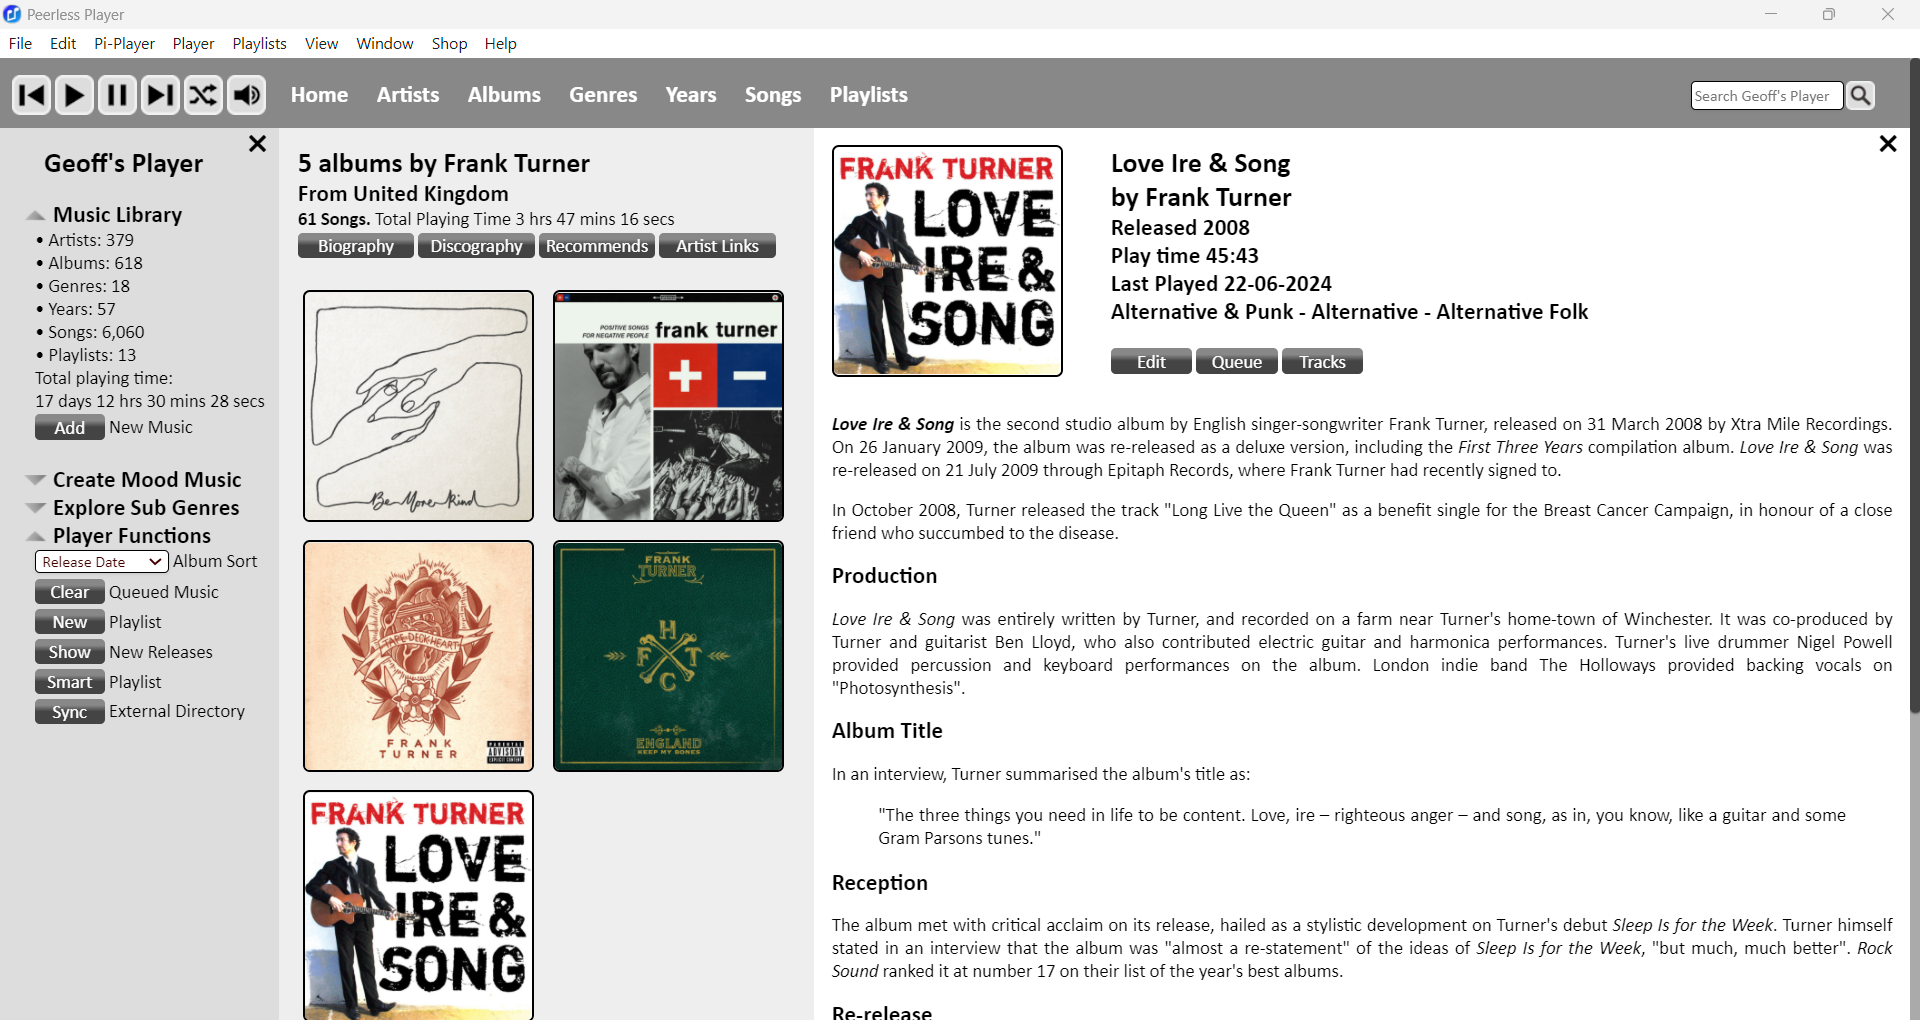 Peerless Player
File Edit Pi-Player Player Playlists View Window Shop Help
Home Artists Albums Genres Years Songs Playlists
Search Geoff's Player
Geoff's Player
Music Library
• Artists: 379
• Albums: 618
• Genres: 18
• Years: 57
• Songs: 6,060
• Playlists: 13
Total playing time:
17 days 12 hrs 30 mins 28 secs
Add New Music
Create Mood Music
Explore Sub Genres
Player Functions
Release Date Album Sort
Clear Queued Music
New Playlist
Show New Releases
Smart Playlist
Sync External Directory
5 albums by Frank Turner
From United Kingdom
61 Songs. Total Playing Time 3 hrs 47 mins 16 secs
Biography Discography Recommends Artist Links
Be More Kind
POSITIVE SONGS
FOR NEGATIVE PEOPLE
frank turner
TAPE DECK HEART
FRANK
TURNER
PARENTAL
ADVISORY
EXPLICIT CONTENT
FRANK
TURNER
H
F T
C
ENGLAND
KEEP MY BONES
FRANK TURNER
LOVE
IRE &
SONG
FRANK TURNER
LOVE
IRE &
SONG
Love Ire & Song
by Frank Turner
Released 2008
Play time 45:43
Last Played 22-06-2024
Alternative & Punk - Alternative - Alternative Folk
Edit Queue Tracks
Love Ire & Song is the second studio album by English singer-songwriter Frank Turner, released on 31 March 2008 by Xtra Mile Recordings.
On 26 January 2009, the album was re-released as a deluxe version, including the First Three Years compilation album. Love Ire & Song was
re-released on 21 July 2009 through Epitaph Records, where Frank Turner had recently signed to.
In October 2008, Turner released the track "Long Live the Queen" as a benefit single for the Breast Cancer Campaign, in honour of a close
friend who succumbed to the disease.
Production
Love Ire & Song was entirely written by Turner, and recorded on a farm near Turner's home-town of Winchester. It was co-produced by
Turner and guitarist Ben Lloyd, who also contributed electric guitar and harmonica performances. Turner's live drummer Nigel Powell
provided percussion and keyboard performances on the album. London indie band The Holloways provided backing vocals on
"Photosynthesis".
Album Title
In an interview, Turner summarised the album's title as:
"The three things you need in life to be content. Love, ire – righteous anger – and song, as in, you know, like a guitar and some
Gram Parsons tunes."
Reception
The album met with critical acclaim on its release, hailed as a stylistic development on Turner's debut Sleep Is for the Week. Turner himself
stated in an interview that the album was "almost a re-statement" of the ideas of Sleep Is for the Week, "but much, much better". Rock
Sound ranked it at number 17 on their list of the year's best albums.
Re-release